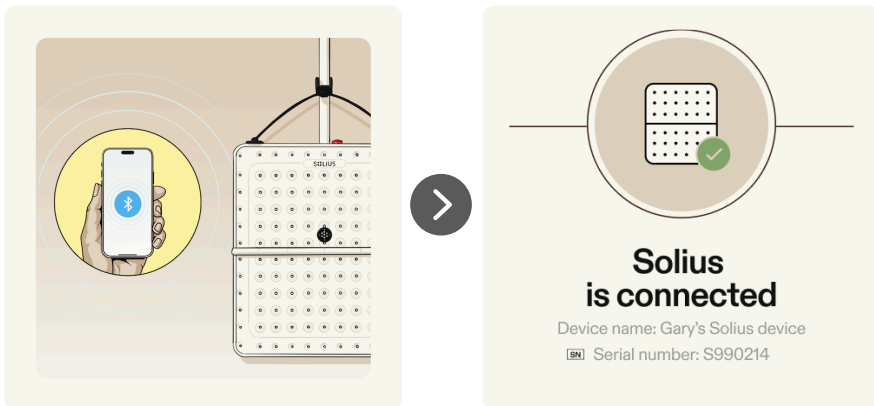 SOLIUS
Solius
is connected
Device name: Gary's Solius device
SN Serial number: S990214